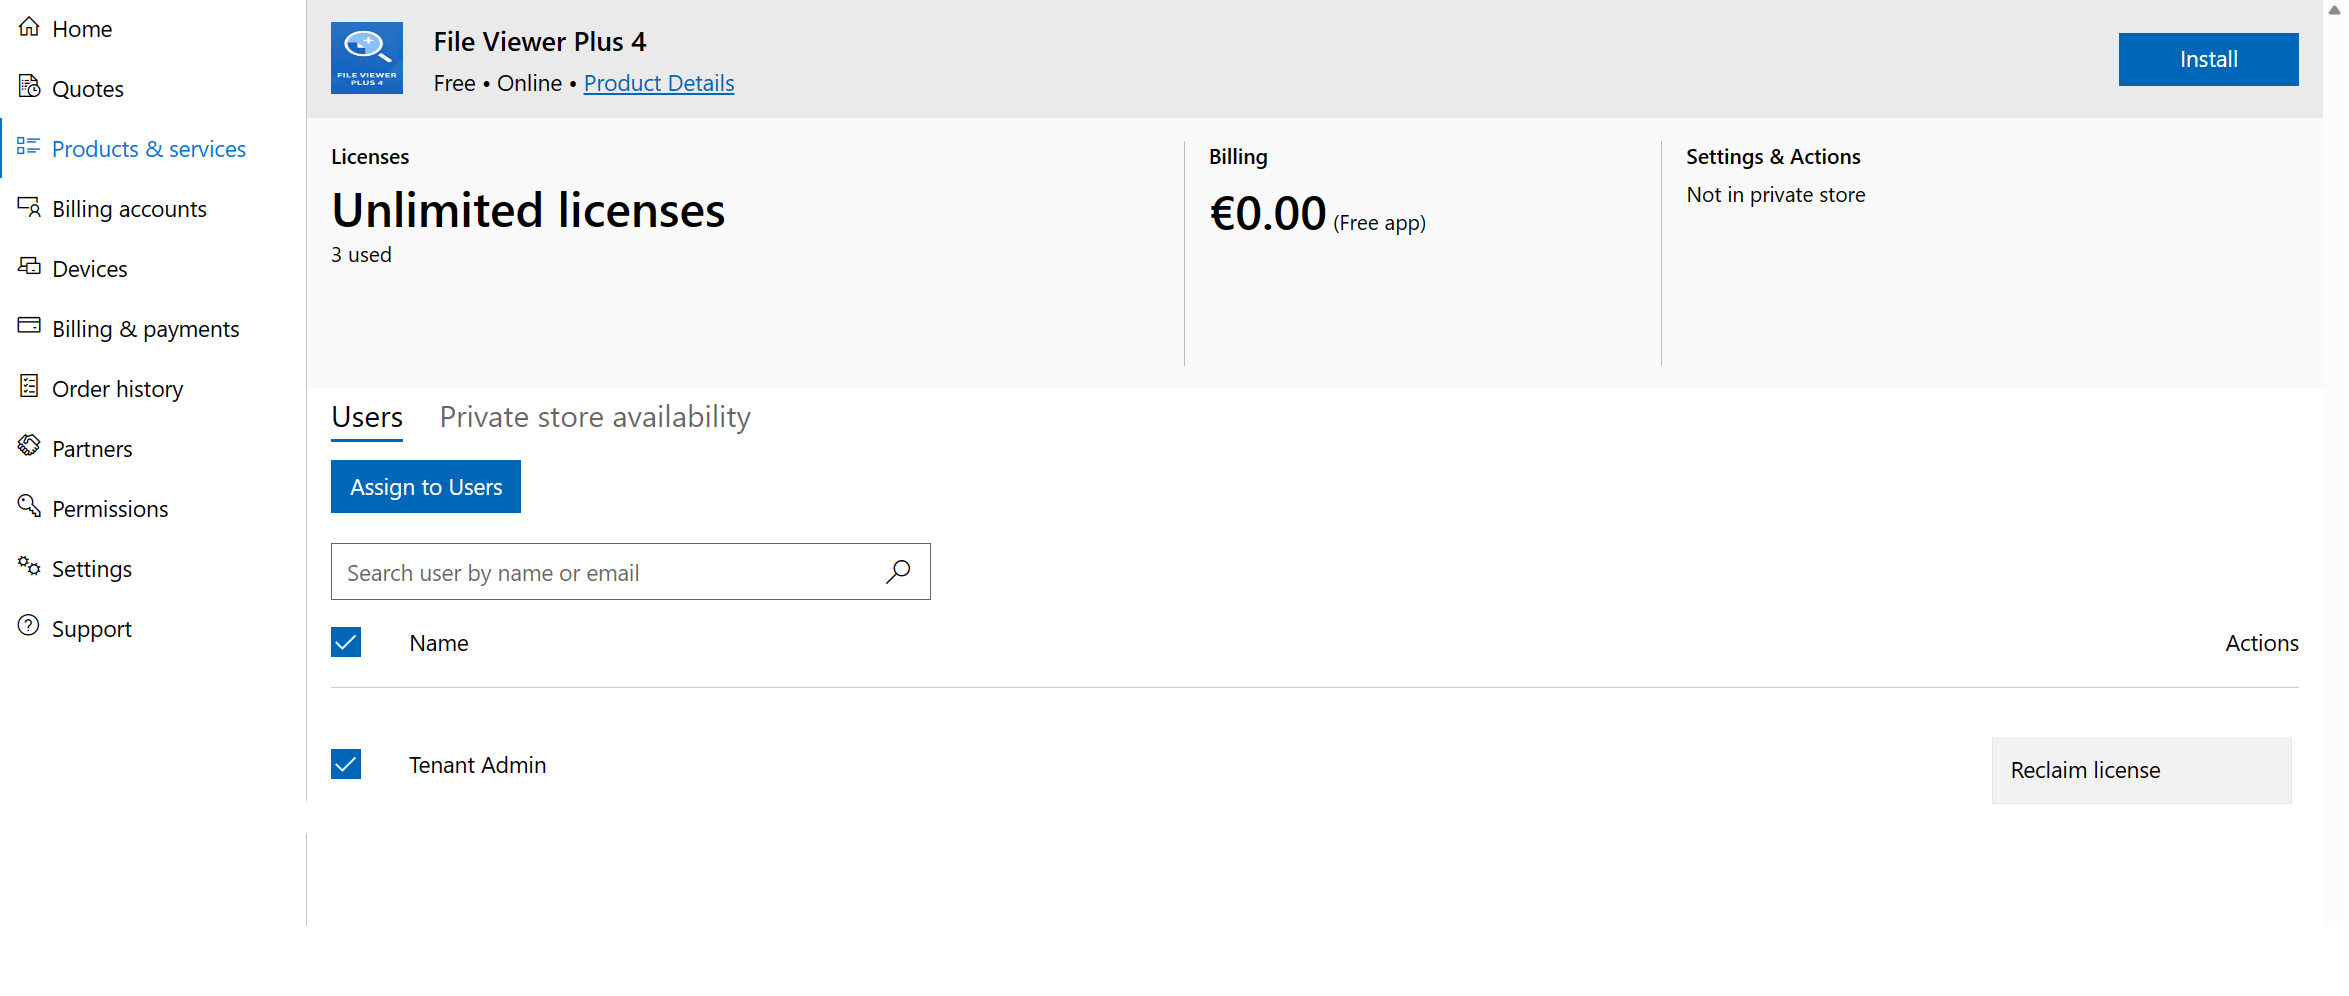 Home
Quotes
Products & services
Billing accounts
Devices
Billing & payments
Order history
Partners
Permissions
Settings
Support
FILE VIEWER
PLUS 4
File Viewer Plus 4
Free • Online • Product Details
Install
Licenses
Unlimited licenses
3 used
Billing
€0.00 (Free app)
Settings & Actions
Not in private store
Users
Private store availability
Assign to Users
Search user by name or email
Name
Actions
Tenant Admin
Reclaim license